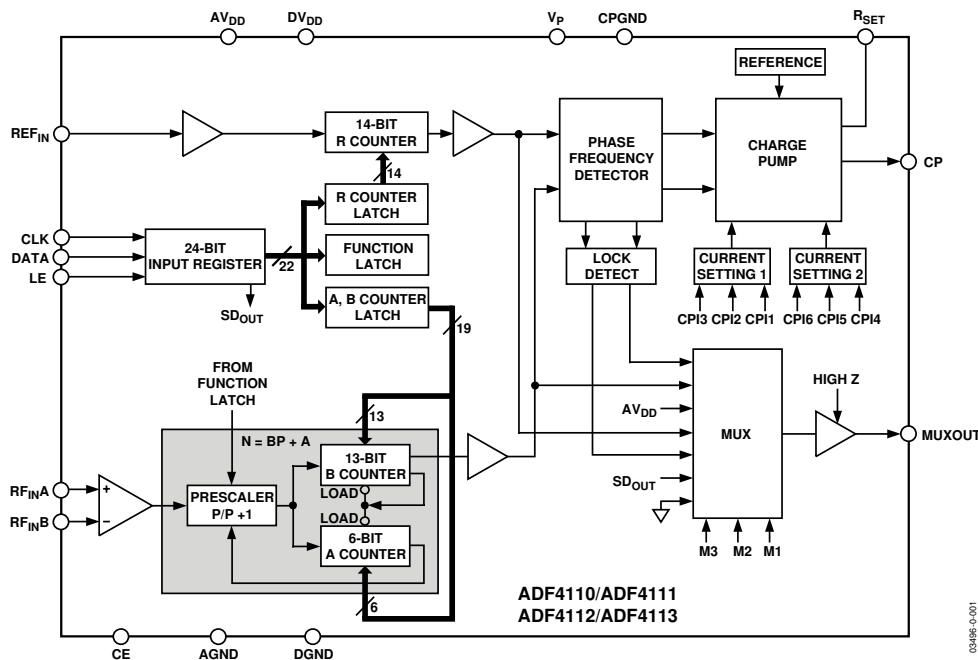 AVDD DVDD VP CPGND RSET
REFERENCE
REFIN
14-BIT
R COUNTER
PHASE
FREQUENCY
DETECTOR
CHARGE
PUMP
CP
14
R COUNTER
LATCH
CLK
DATA
LE
24-BIT
INPUT REGISTER
22
FUNCTION
LATCH
LOCK
DETECT
CURRENT
SETTING 1
CURRENT
SETTING 2
SDOUT
A, B COUNTER
LATCH
19
CPI3 CPI2 CPI1 CPI6 CPI5 CPI4
FROM
FUNCTION
LATCH
HIGH Z
13
AVDD
MUX
MUXOUT
N = BP + A
13-BIT
B COUNTER
RFINA
RFINB
+
−
PRESCALER
P/P +1
LOAD
LOAD
SDOUT
6-BIT
A COUNTER
M3 M2 M1
6
ADF4110/ADF4111
ADF4112/ADF4113
CE AGND DGND
03496-0-001